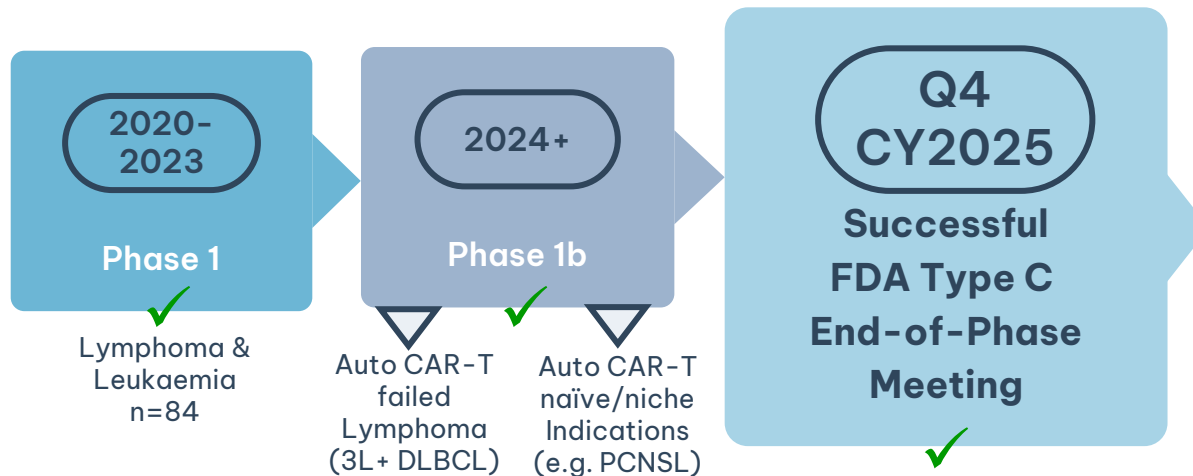 2020-
2023
Phase 1
Lymphoma &
Leukaemia
n=84
2024+
Phase 1b
Auto CAR-T
failed
Lymphoma
(3L+ DLBCL)
Auto CAR-T
naïve/niche
Indications
(e.g. PCNSL)
Q4
CY2025
Successful
FDA Type C
End-of-Phase
Meeting